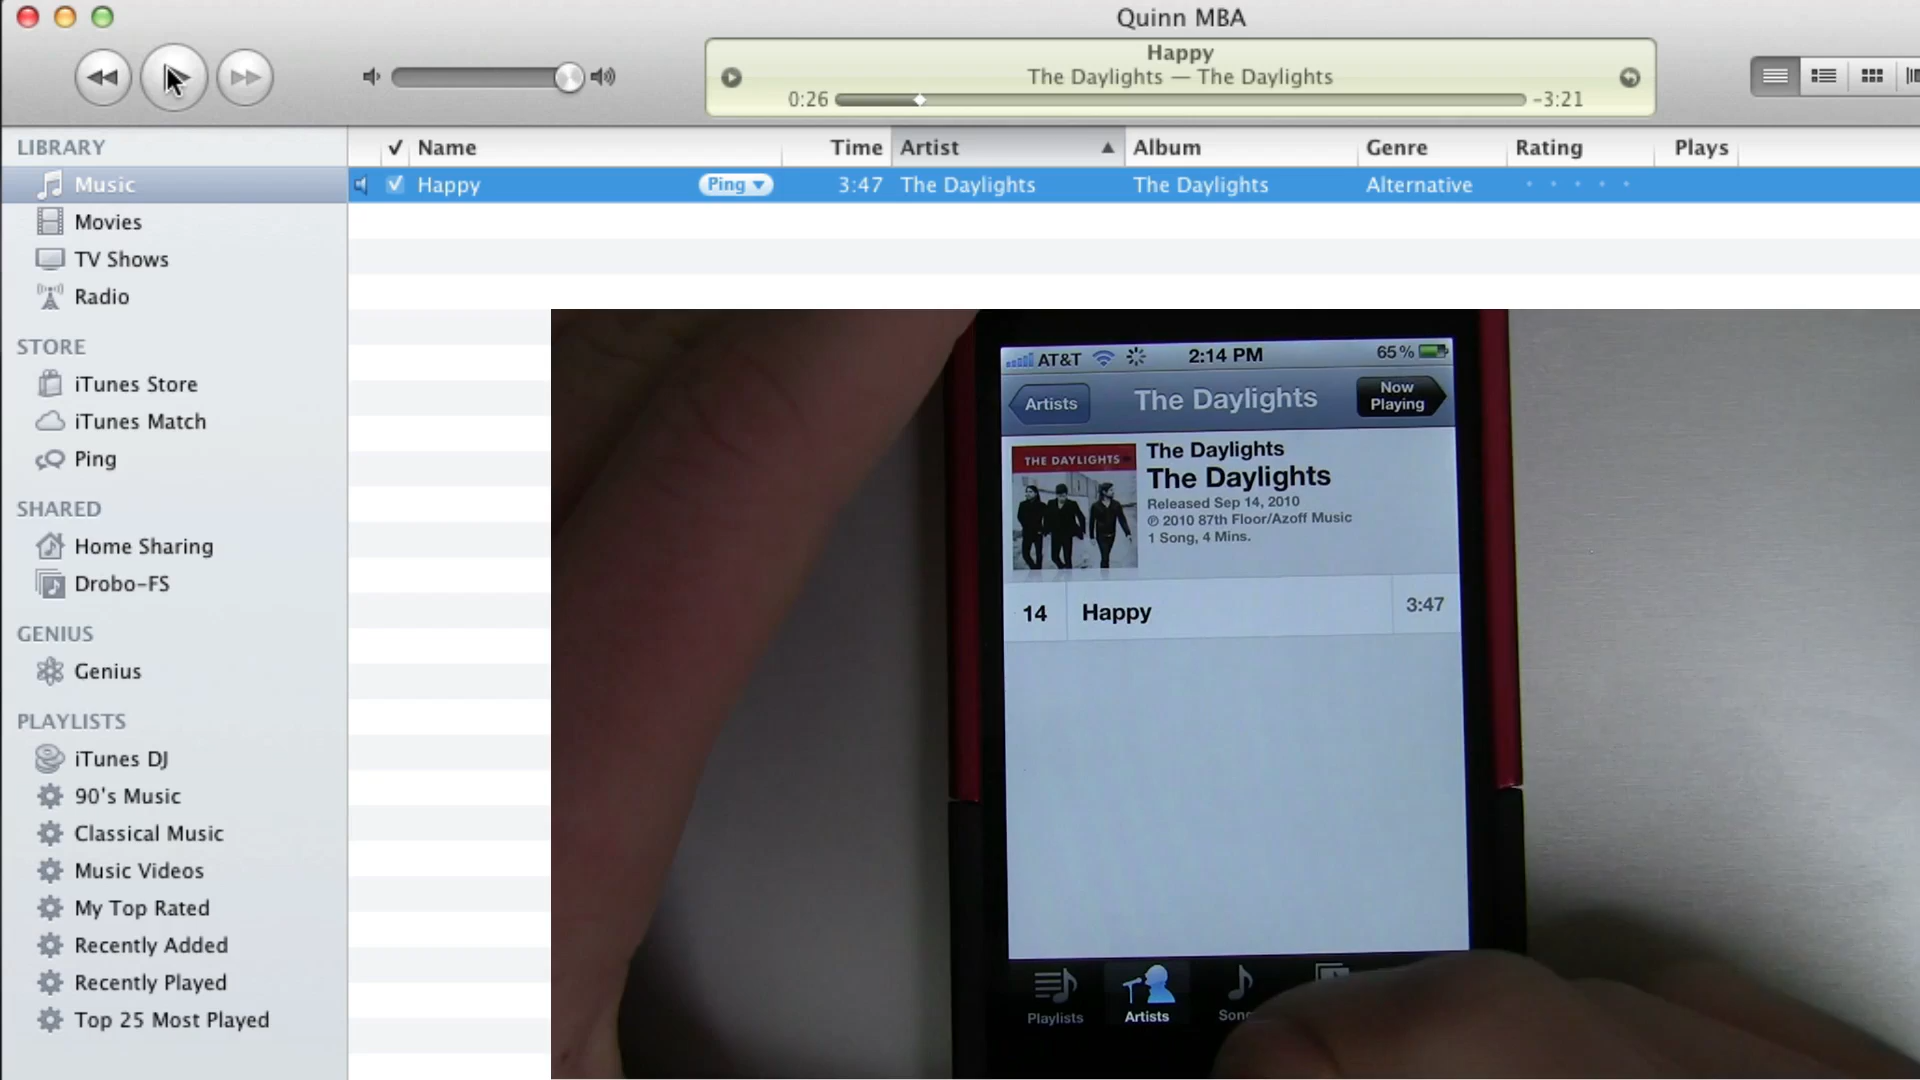 Quinn MBA
Happy
The Daylights — The Daylights
0:26
-3:21
LIBRARY
Music
Movies
TV Shows
Radio
STORE
iTunes Store
iTunes Match
Ping
SHARED
Home Sharing
Drobo-FS
GENIUS
Genius
PLAYLISTS
iTunes DJ
90's Music
Classical Music
Music Videos
My Top Rated
Recently Added
Recently Played
Top 25 Most Played
Name Time Artist Album Genre Rating Plays
Happy Ping 3:47 The Daylights The Daylights Alternative
AT&T 2:14 PM 65%
Artists
The Daylights
Now
Playing
THE DAYLIGHTS
The Daylights
The Daylights
Released Sep 14, 2010
℗ 2010 87th Floor/Azoff Music
1 Song, 4 Mins.
14 Happy 3:47
Playlists
Artists